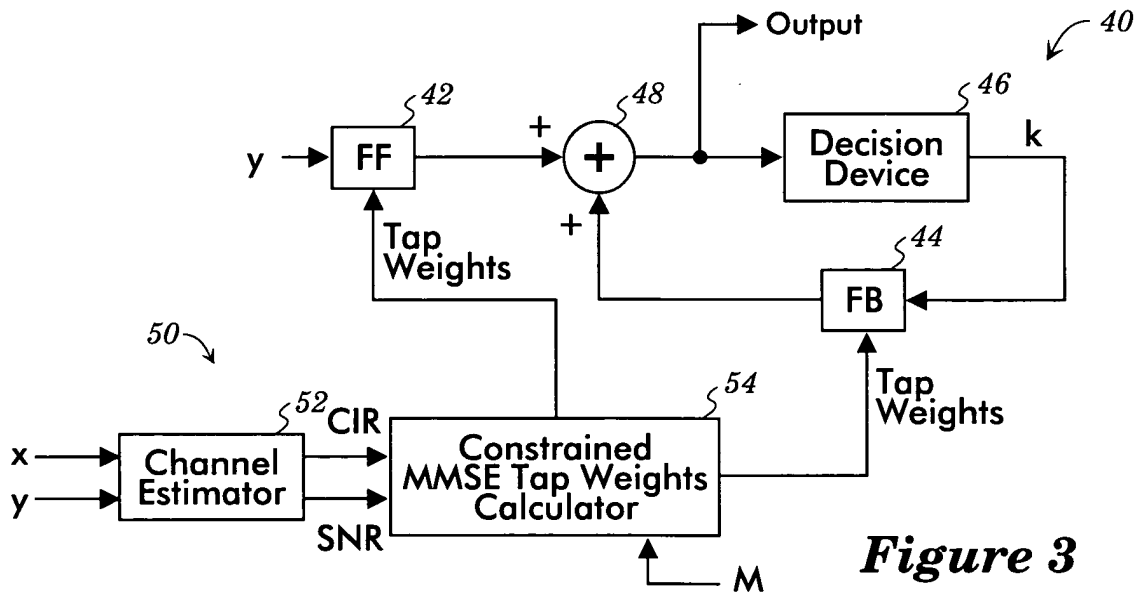 Output
40
42
48
46
y
FF
+
+
Decision
Device
k
+
Tap
Weights
44
FB
50
52
CIR
54
Tap
Weights
x
y
Channel
Estimator
Constrained
MMSE Tap Weights
Calculator
SNR
M
Figure 3